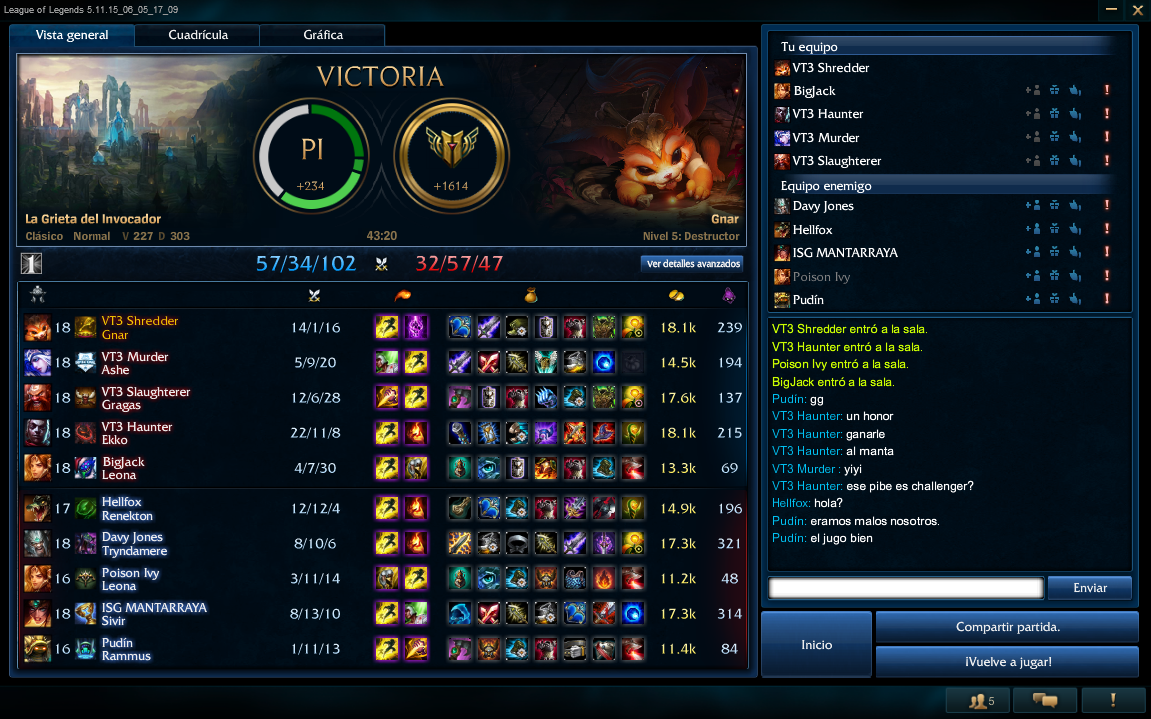 League of Legends 5.11.15_06_05_17_09
Vista general
Cuadrícula
Gráfica
VICTORIA
PI
+234
+1614
La Grieta del Invocador
Clásico Normal V 227 D 303
43:20
Gnar
Nivel 5: Destructor
1
57/34/102
32/57/47
Ver detalles avanzados
18 VT3 Shredder 14/1/16 18.1k 239
Gnar
18 VT3 Murder 5/9/20 14.5k 194
Ashe
18 VT3 Slaughterer 12/6/28 17.6k 137
Gragas
18 VT3 Haunter 22/11/8 18.1k 215
Ekko
18 BigJack 4/7/30 13.3k 69
Leona
17 Hellfox 12/12/4 14.9k 196
Renekton
18 Davy Jones 8/10/6 17.3k 321
Tryndamere
16 Poison Ivy 3/11/14 11.2k 48
Leona
18 ISG MANTARRAYA 8/13/10 17.3k 314
Sivir
16 Pudín 1/11/13 11.4k 84
Rammus
Tu equipo
VT3 Shredder
BigJack
VT3 Haunter
VT3 Murder
VT3 Slaughterer
Equipo enemigo
Davy Jones
Hellfox
ISG MANTARRAYA
Poison Ivy
Pudín
VT3 Shredder entró a la sala.
VT3 Haunter entró a la sala.
Poison Ivy entró a la sala.
BigJack entró a la sala.
Pudín: gg
VT3 Haunter: un honor
VT3 Haunter: ganarle
VT3 Haunter: al manta
VT3 Murder : yiyi
VT3 Haunter: ese pibe es challenger?
Hellfox: hola?
Pudín: eramos malos nosotros.
Pudín: el jugo bien
Enviar
Inicio
Compartir partida.
¡Vuelve a jugar!
5